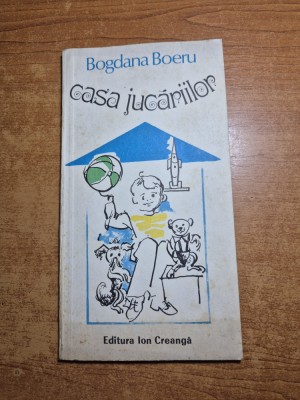 Bogdana Boeru
casa jucăriilor
Editura Ion Creangă